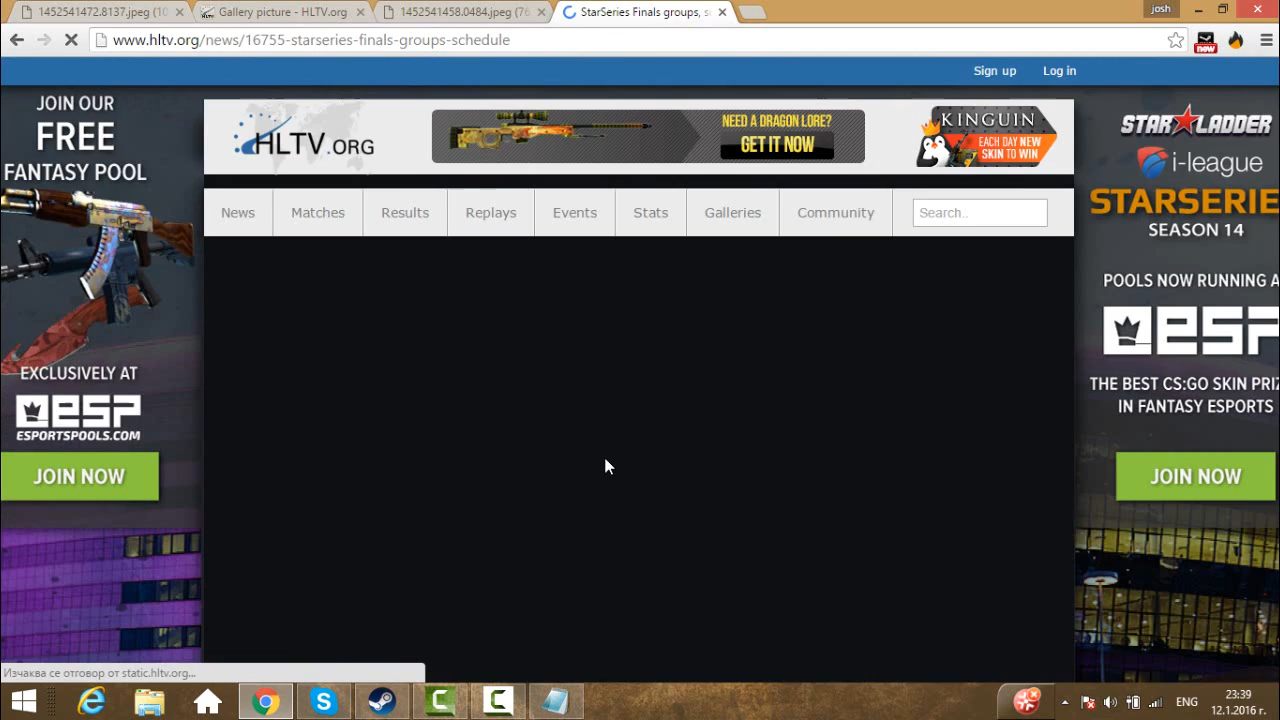 1452541472.8137.jpeg (10
Gallery picture - HLTV.org
1452541458.0484.jpeg (76
StarSeries Finals groups, s
josh
www.hltv.org/news/16755-starseries-finals-groups-schedule
new
Sign up Log in
JOIN OUR
FREE
FANTASY POOL
EXCLUSIVELY AT
ESP
ESPORTSPOOLS.COM
JOIN NOW
HLTV.ORG
NEED A DRAGON LORE?
GET IT NOW
KINGUIN
EACH DAY NEW
SKIN TO WIN
News Matches Results Replays Events Stats Galleries Community Search..
STAR LADDER
i-league
STARSERIE
SEASON 14
POOLS NOW RUNNING A
ESP
THE BEST CS:GO SKIN PRIZ
IN FANTASY ESPORTS
JOIN NOW
Изчаква се отговор от static.hltv.org...
ENG
23:39
12.1.2016 г.